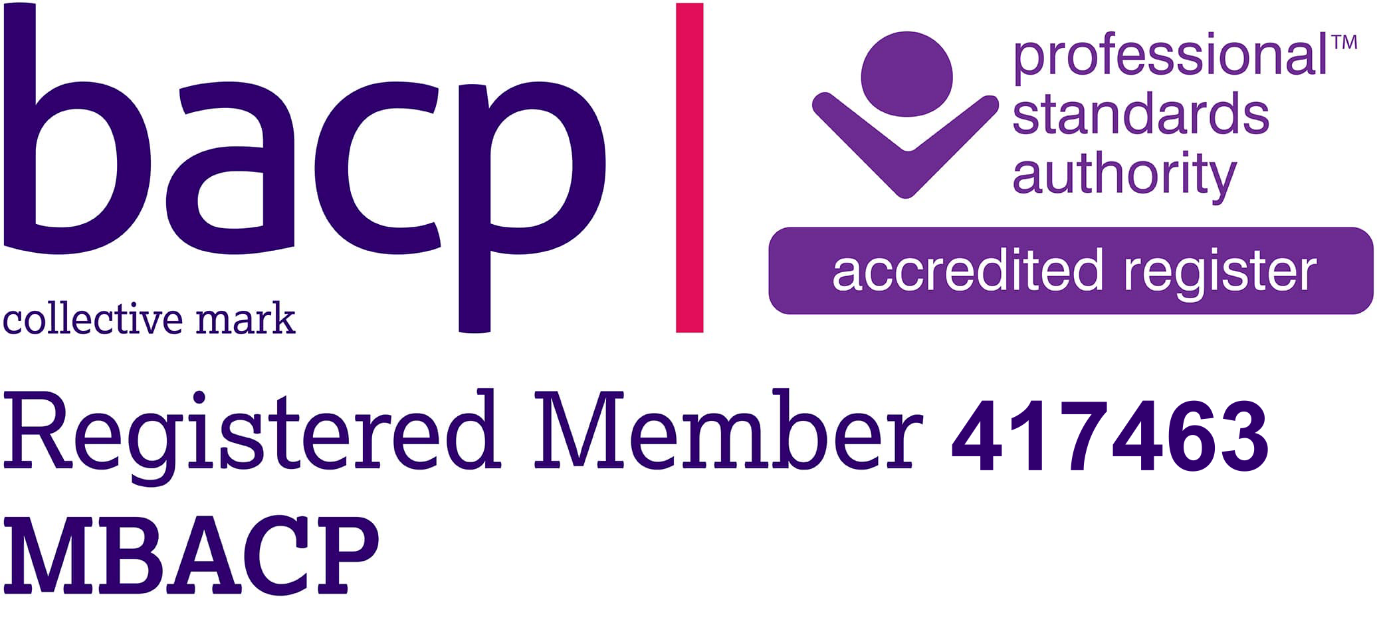 bacp
collective mark
professional™
standards
authority
accredited register
Registered Member 417463
MBACP